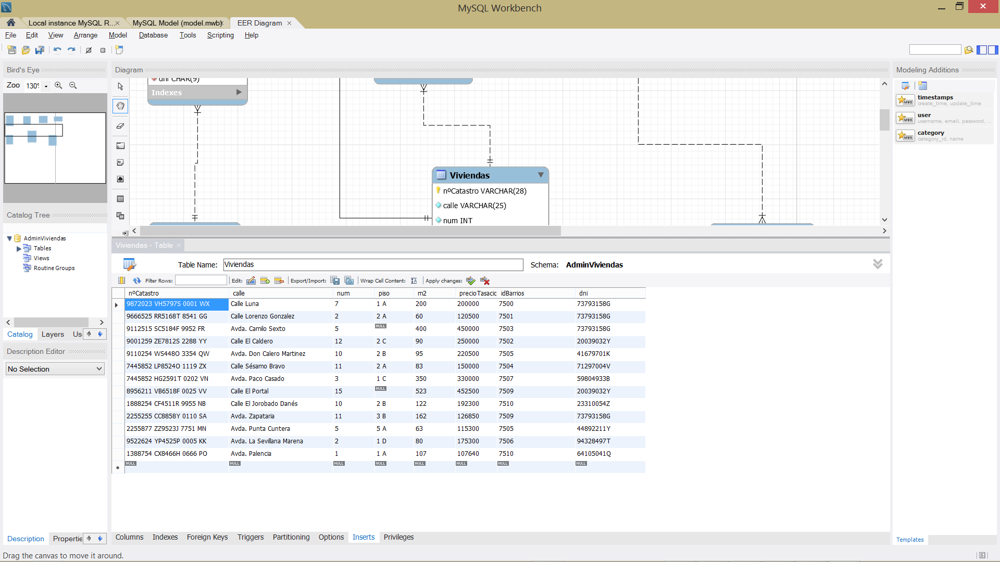 MySQL Workbench
Local instance MySQL R...
MySQL Model (model.mwb)
EER Diagram
File Edit View Arrange Model Database Tools Scripting Help
Bird's Eye
Diagram
Modeling Additions
Zoo 130%
uni CHAR(9)
Indexes
timestamps
create_time, update_time
user
username, email, password, ...
category
category_id, name
Viviendas
nºCatastro VARCHAR(28)
calle VARCHAR(25)
num INT
Catalog Tree
AdminViviendas
Tables
Views
Routine Groups
Catalog Layers Us
Description Editor
No Selection
Description Propertie
Viviendas - Table
Table Name: Viviendas Schema: AdminViviendas
Filter Rows: Edit: Export/Import: Wrap Cell Content: Apply changes:
nºCatastro calle num piso m2 precioTasacic idBarrios dni
9872023 VH5797S 0001 WX Calle Luna 7 1 A 200 200000 7500 73793158G
9666525 RR5168T 8541 GG Calle Lorenzo Gonzalez 2 2 A 60 120500 7501 73793158G
9112515 SC5184F 9952 FR Avda. Camilo Sexto 5 NULL 400 450000 7503 73793158G
9001259 ZE7812S 2288 YY Calle El Caldero 12 2 C 90 250000 7502 20039032Y
9110254 WS448O 3354 QW Avda. Don Calero Martinez 10 2 B 95 220500 7505 41679701K
7445852 LP8524O 1119 ZX Calle Sésamo Bravo 11 2 A 83 150000 7504 71297004V
7445852 HG2591T 0202 VN Avda. Paco Casado 3 1 C 350 330000 7507 59804933B
8956211 VB6518F 0025 VV Calle El Portal 15 NULL 523 452500 7509 20039032Y
1888254 CF4511R 9955 NB Calle El Jorobado Danés 10 2 B 122 192300 7510 23310054Z
2255255 CC8858Y 0110 SA Avda. Zapataria 11 3 B 162 126850 7509 73793158G
2255877 ZZ9523J 7751 MN Avda. Punta Cuntera 5 5 A 63 115300 7505 44892211Y
9522624 YP4525P 0005 KK Avda. La Sevillana Marena 2 1 D 80 175300 7506 94328497T
1388754 CX8466H 0666 PO Avda. Palencia 1 1 A 107 107640 7510 64105041Q
NULL NULL NULL NULL NULL NULL NULL NULL
Columns Indexes Foreign Keys Triggers Partitioning Options Inserts Privileges
Templates
Drag the canvas to move it around.